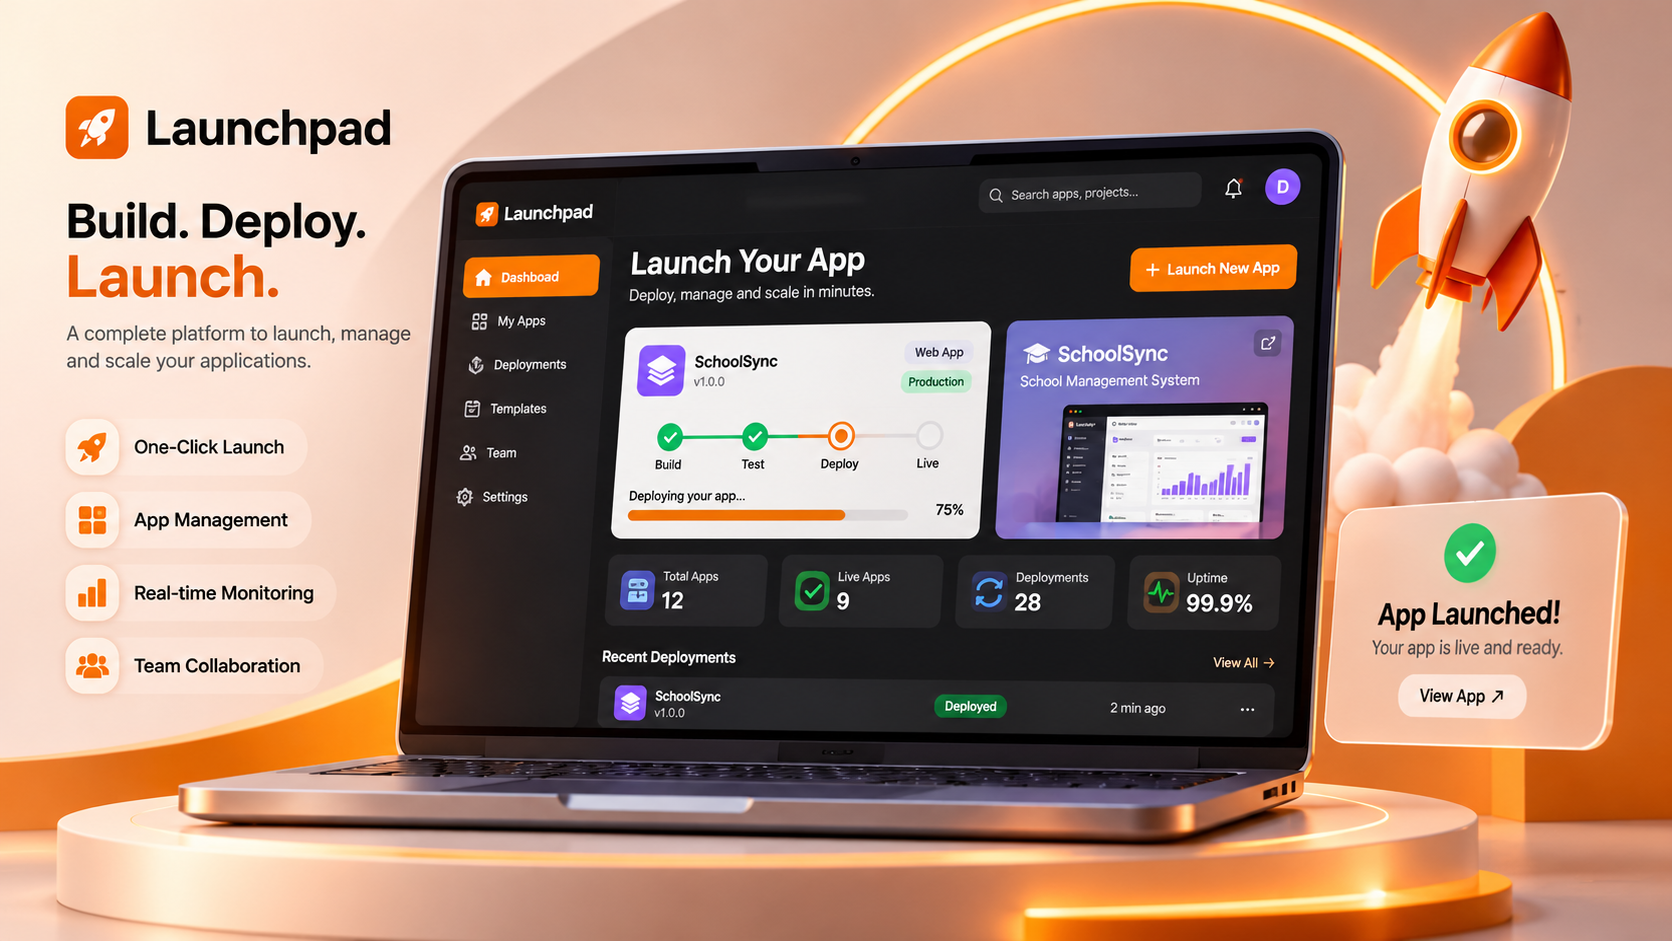 Launchpad
Build. Deploy.
Launch.
A complete platform to launch, manage
and scale your applications.
One-Click Launch
App Management
Real-time Monitoring
Team Collaboration
Launchpad
Search apps, projects...
D
Dashboad
My Apps
Deployments
Templates
Team
Settings
Launch Your App
Deploy, manage and scale in minutes.
+ Launch New App
SchoolSync
v1.0.0
Web App
Production
Build
Test
Deploy
Live
Deploying your app...
75%
SchoolSync
School Management System
Total Apps
12
Live Apps
9
Deployments
28
Uptime
99.9%
Recent Deployments
View All →
SchoolSync
v1.0.0
Deployed
2 min ago
...
App Launched!
Your app is live and ready.
View App ↗